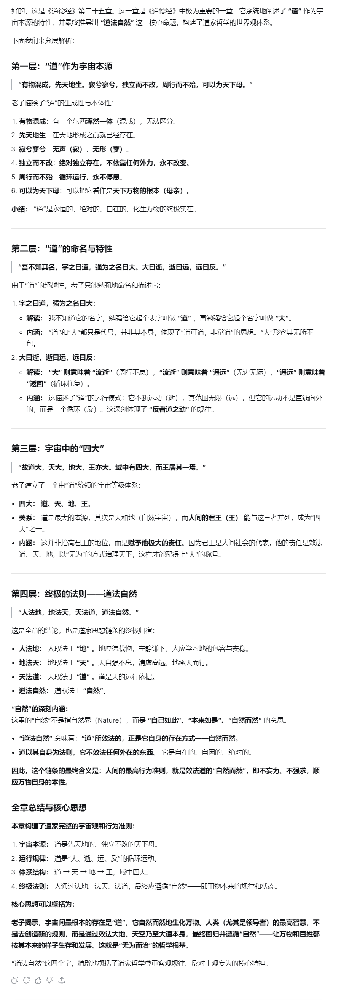 好的，这是《道德经》第二十五章。这一章是《道德经》中极为重要的一章，它系统地阐述了 “道” 作为宇
宙本源的特性，并最终推导出 “道法自然” 这一核心命题，构建了道家哲学的世界观体系。
下面我们来分层解析：
第一层：“道”作为宇宙本源
“有物混成，先天地生。寂兮寥兮，独立而不改，周行而不殆，可以为天下母。”
老子描绘了“道”的生成性与本体性：
1. 有物混成：有一个东西浑然一体（混成），无法区分。
2. 先天地生：在天地形成之前就已经存在。
3. 寂兮寥兮：无声（寂）、无形（寥）。
4. 独立而不改：绝对独立存在，不依靠任何外力，永不改变。
5. 周行而不殆：循环运行，永不停息。
6. 可以为天下母：可以把它看作是天下万物的根本（母亲）。
小结： “道”是永恒的、绝对的、自在的、化生万物的终极实在。
第二层：“道”的命名与特性
“吾不知其名，字之曰道，强为之名曰大。大曰逝，逝曰远，远曰反。”
由于“道”的超越性，老子只能勉强地命名和描述它：
1. 字之曰道，强为之名曰大：
解读： 我不知道它的名字，勉强给它起个表字叫做 “道” ，再勉强给它起个名字叫做 “大”。
内涵： “道”和“大”都只是代号，并非其本身，体现了“道可道，非常道”的思想。“大”形容其无所不
包。
2. 大曰逝，逝曰远，远曰反：
解读： “大” 则意味着 “流逝”（周行不息），“流逝” 则意味着 “遥远”（无边无际），“遥远” 则意味着
“返回”（循环往复）。
内涵： 这描述了“道”的运行模式：它不断运动（逝），其范围无限（远），但它的运动不是直线向外
的，而是一个循环（反）。这深刻体现了 “反者道之动” 的规律。
第三层：宇宙中的“四大”
“故道大，天大，地大，王亦大。域中有四大，而王居其一焉。”
老子建立了一个由“道”统领的宇宙等级体系：
四大： 道、天、地、王。
关系： 道是最大的本源，其次是天和地（自然宇宙），而人间的君王（王） 能与这三者并列，成为“四
大”之一。
内涵： 这并非抬高君王的地位，而是赋予他极大的责任。因为君王是人间社会的代表，他的责任是效法
道、天、地，以“无为”的方式治理天下，这样才能配得上“大”的称号。
第四层：终极的法则——道法自然
“人法地，地法天，天法道，道法自然。”
这是全章的结论，也是道家思想链条的终极归宿：
人法地： 人取法于 “地” 。地厚德载物，宁静谦下，人应学习地的包容与安稳。
地法天： 地取法于 “天” 。天自强不息，清虚高远，地承天而行。
天法道： 天取法于 “道” 。道是天的运行依据。
道法自然： 道取法于 “自然”。
“自然”的深刻内涵：
这里的“自然”不是指自然界（Nature），而是 “自己如此”、“本来如是”、“自然而然” 的意思。
“道法自然” 意味着：“道”所效法的，正是它自身的存在方式——自然而然。
道以其自身为法则，它不效法任何外在的东西。 它是自在的、自因的、绝对的。
因此，这个链条的最终含义是：人间的最高行为准则，就是效法道的“自然而然”，即不妄为、不强求，顺
应万物自身的本性。
全章总结与核心思想
本章构建了道家完整的宇宙观和行为准则：
1. 宇宙本源： 道是先天地的、独立不改的天下母。
2. 运行规律： 道是“大、逝、远、反”的循环运动。
3. 体系结构： 道 → 天 → 地 → 王，域中四大。
4. 终极法则： 人通过法地、法天、法道，最终应遵循“自然”——即事物本来的规律和状态。
核心思想可以概括为：
老子揭示，宇宙间最根本的存在是“道”，它自然而然地生化万物。人类（尤其是领导者）的最高智慧，不
是去创造新的规则，而是通过效法大地、天空乃至大道本身，最终回归并遵循“自然”——让万物和百姓都
按其本来的样子生存和发展。这就是“无为而治”的哲学根基。
“道法自然”这四个字，精辟地概括了道家哲学尊重客观规律、反对主观妄为的核心精神。